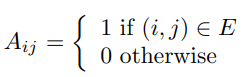 A_{ij} = { 1 if (i, j) ∈ E
0 otherwise